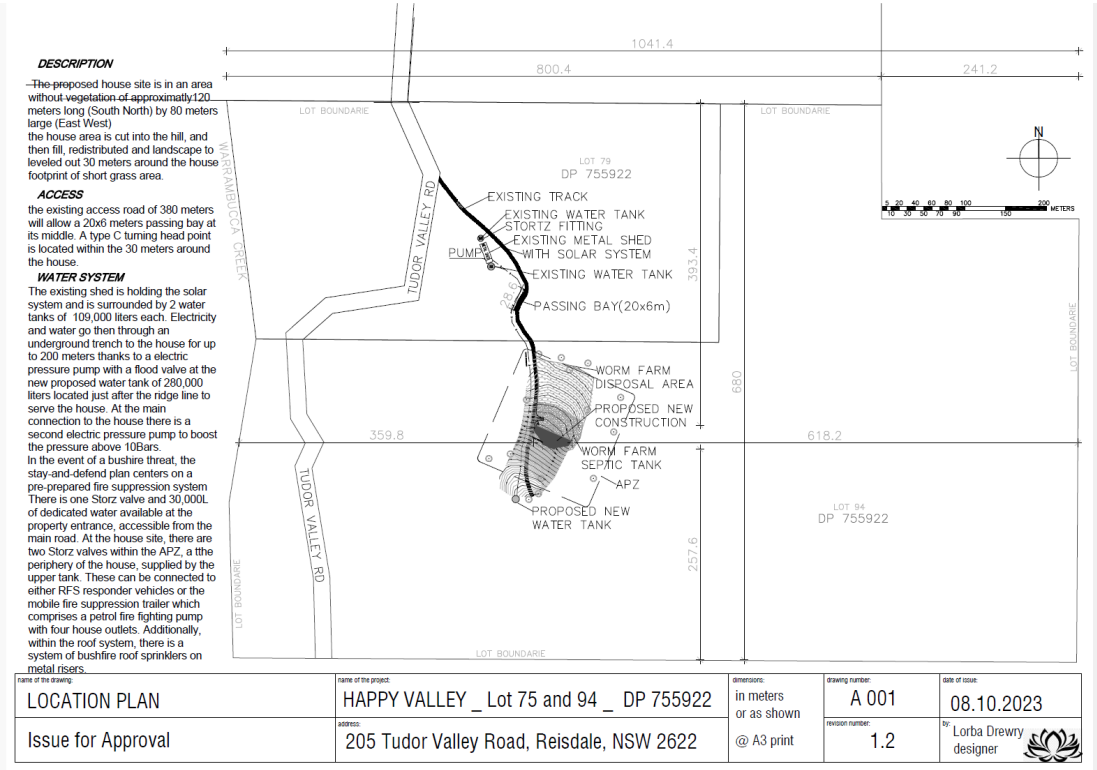 1041.4
800.4
241.2
DESCRIPTION
The proposed house site is in an area
without vegetation of approximatly120
meters long (South North) by 80 meters
large (East West)
the house area is cut into the hill, and
then fill, redistributed and landscape to
leveled out 30 meters around the house
footprint of short grass area.
ACCESS
the existing access road of 380 meters
will allow a 20x6 meters passing bay at
its middle. A type C turning head point
is located within the 30 meters around
the house.
WATER SYSTEM
The existing shed is holding the solar
system and is surrounded by 2 water
tanks of 109,000 liters each. Electricity
and water go then through an
underground trench to the house for up
to 200 meters thanks to a electric
pressure pump with a flood valve at the
new proposed water tank of 280,000
liters located just after the ridge line to
serve the house. At the main
connection to the house there is a
second electric pressure pump to boost
the pressure above 10Bars.
In the event of a bushire threat, the
stay-and-defend plan centers on a
pre-prepared fire suppression system
There is one Storz valve and 30,000L
of dedicated water available at the
property entrance, accessible from the
main road. At the house site, there are
two Storz valves within the APZ, a tthe
periphery of the house, supplied by the
upper tank. These can be connected to
either RFS responder vehicles or the
mobile fire suppression trailer which
comprises a petrol fire fighting pump
with four house outlets. Additionally,
within the roof system, there is a
system of bushfire roof sprinklers on
metal risers.
LOT BOUNDARIE
LOT BOUNDARIE
WARRAMBUCCA CREEK
TUDOR VALLEY RD
LOT 79
DP 755922
N
5 20 40 60 80 100 200
METERS
10 30 50 70 90 150
EXISTING TRACK
EXISTING WATER TANK
STORTZ FITTING
EXISTING METAL SHED
WITH SOLAR SYSTEM
PUMP
EXISTING WATER TANK
28.6
PASSING BAY(20x6m)
393.4
LOT BOUNDARIE
WORM FARM
DISPOSAL AREA
680
PROPOSED NEW
CONSTRUCTION
359.8
618.2
WORM FARM
SEPTIC TANK
APZ
TUDOR VALLEY RD
PROPOSED NEW
WATER TANK
LOT 94
DP 755922
257.6
LOT BOUNDARIE
LOT BOUNDARIE
name of the drawing:
LOCATION PLAN
Issue for Approval
name of the project:
HAPPY VALLEY _ Lot 75 and 94 _ DP 755922
address:
205 Tudor Valley Road, Reisdale, NSW 2622
dimensions:
in meters
or as shown
@ A3 print
drawing number:
A 001
revision number:
1.2
date of issue:
08.10.2023
by:
Lorba Drewry
designer